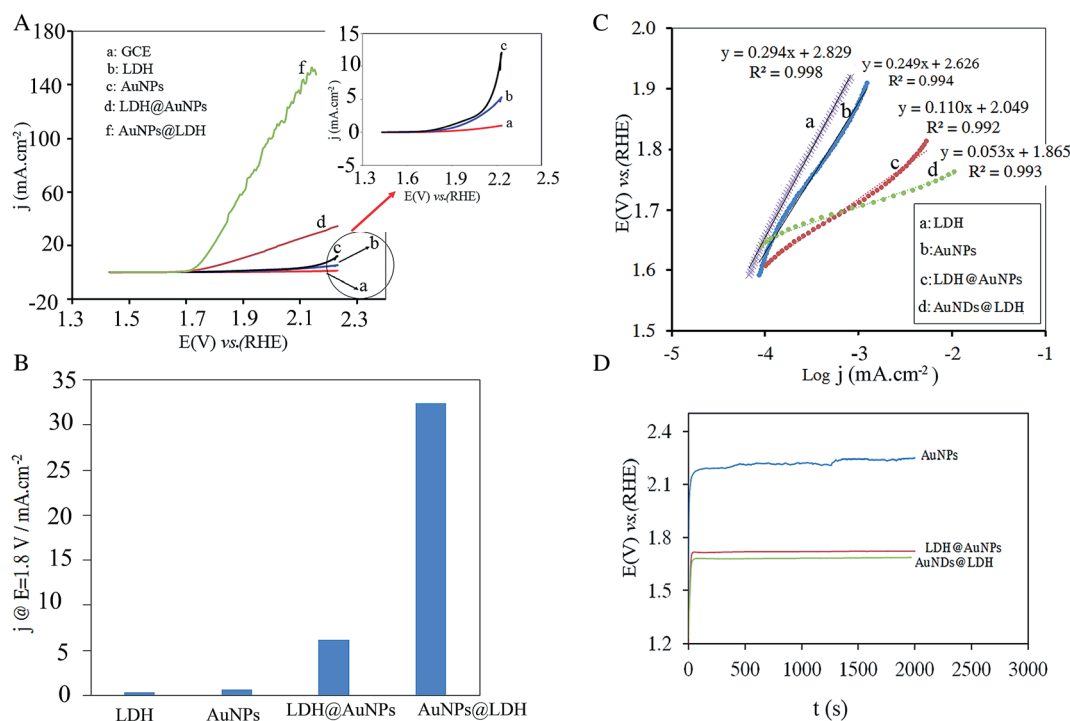 A
180
140
100
60
20
-20
j (mA.cm-2)
1.3 1.5 1.7 1.9 2.1 2.3
E(V) vs.(RHE)
a: GCE
b: LDH
c: AuNPs
d: LDH@AuNPs
f: AuNPs@LDH
f
d
c
b
a
15
10
5
0
-5
j (mA.cm-2)
1.3 1.6 1.9 2.2 2.5
E(V) vs(RHE)
c
b
a
C
2.0
1.9
1.8
1.7
1.6
1.5
E(V) vs.(RHE)
-5 -4 -3 -2 -1
Log j (mA.cm-2)
y = 0.294x + 2.829
R² = 0.998
y = 0.249x + 2.626
R² = 0.994
y = 0.110x + 2.049
R² = 0.992
y = 0.053x + 1.865
R² = 0.993
a
b
c
d
a: LDH
b: AuNPs
c: LDH@AuNPs
d: AuNDs@LDH
B
35
30
25
20
15
10
5
0
j @ E=1.8 V / mA.cm-2
LDH AuNPs LDH@AuNPs AuNPs@LDH
D
2.4
2.1
1.8
1.5
1.2
E(V) vs.(RHE)
AuNPs
LDH@AuNPs
AuNDs@LDH
0 500 1000 1500 2000 2500 3000
t (s)